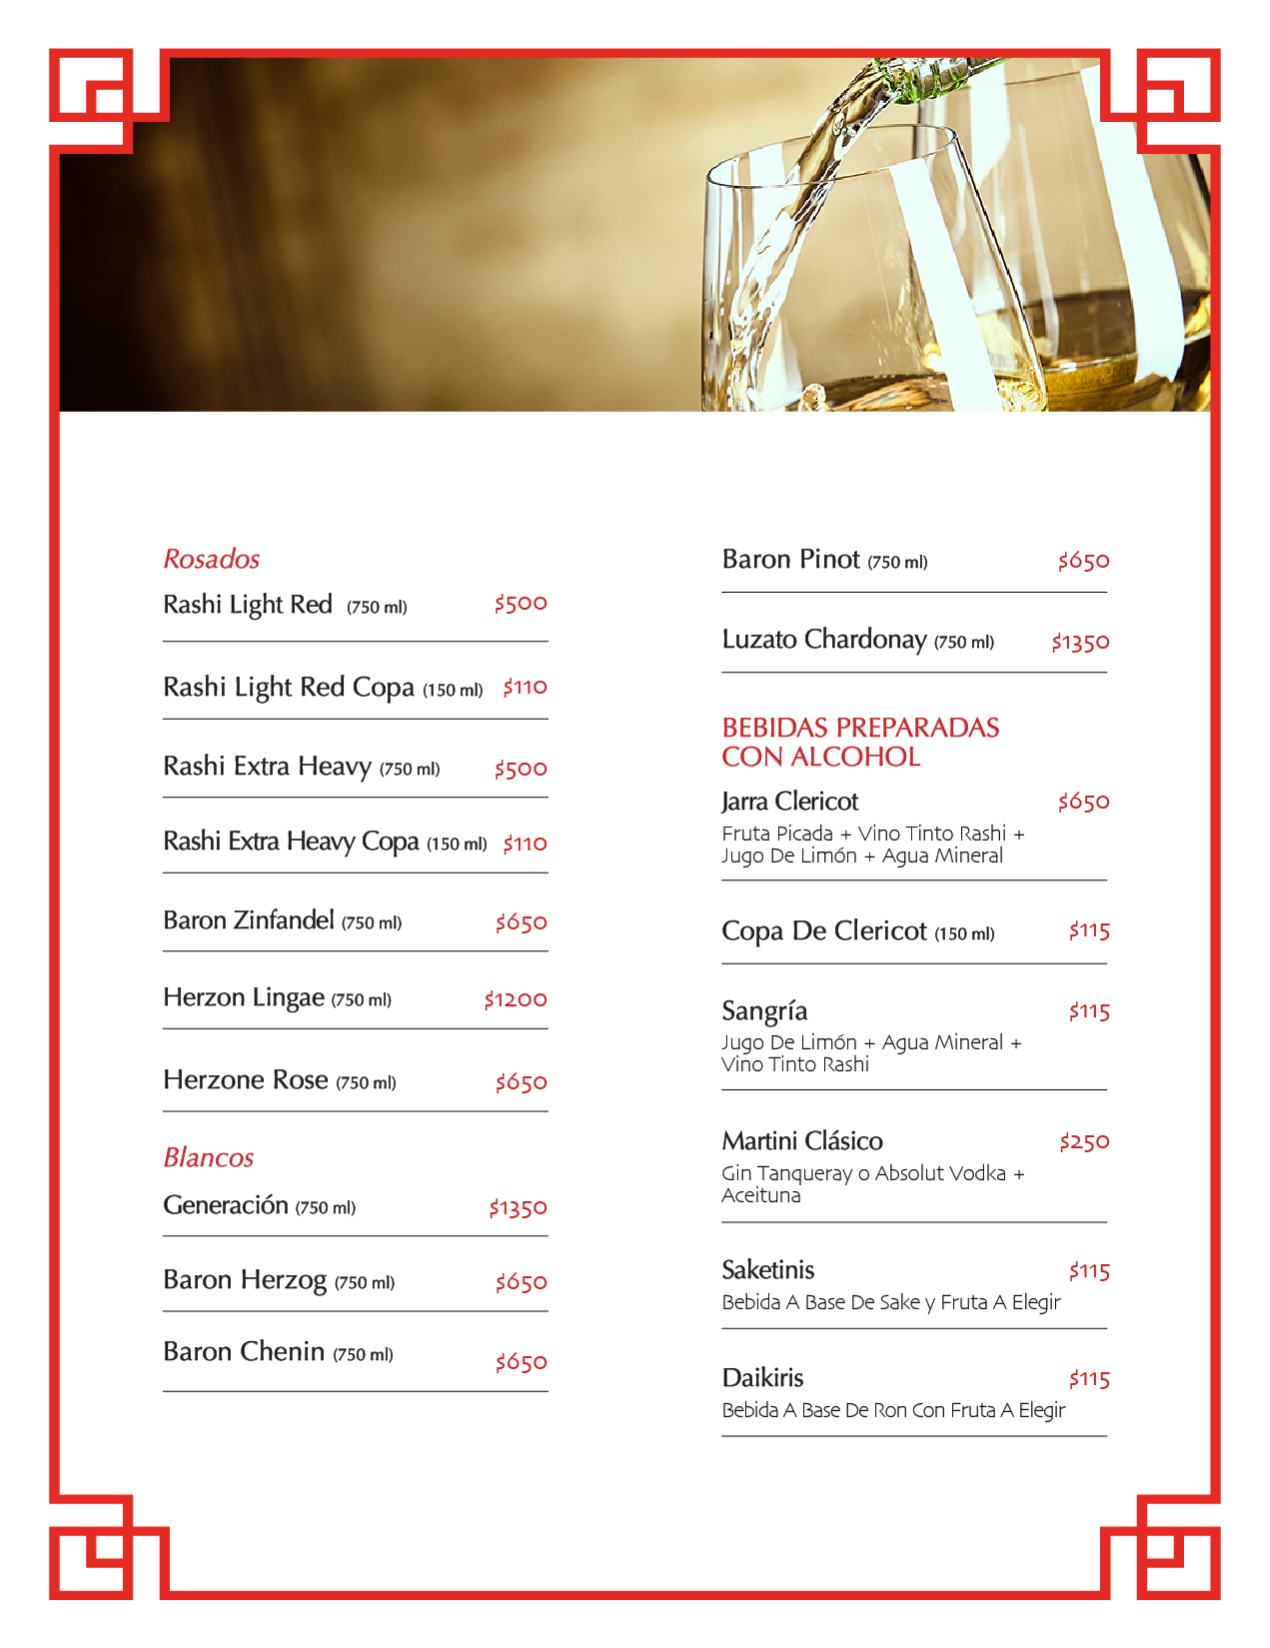 Rosados
Rashi Light Red (750 ml) $500
Rashi Light Red Copa (150 ml) $110
Rashi Extra Heavy (750 ml) $500
Rashi Extra Heavy Copa (150 ml) $110
Baron Zinfandel (750 ml) $650
Herzon Lingae (750 ml) $1200
Herzone Rose (750 ml) $650
Blancos
Generación (750 ml) $1350
Baron Herzog (750 ml) $650
Baron Chenin (750 ml) $650
Baron Pinot (750 ml) $650
Luzato Chardonay (750 ml) $1350
BEBIDAS PREPARADAS
CON ALCOHOL
Jarra Clericot $650
Fruta Picada + Vino Tinto Rashi +
Jugo De Limón + Agua Mineral
Copa De Clericot (150 ml) $115
Sangría $115
Jugo De Limón + Agua Mineral +
Vino Tinto Rashi
Martini Clásico $250
Gin Tanqueray o Absolut Vodka +
Aceituna
Saketinis $115
Bebida A Base De Sake y Fruta A Elegir
Daikiris $115
Bebida A Base De Ron Con Fruta A Elegir